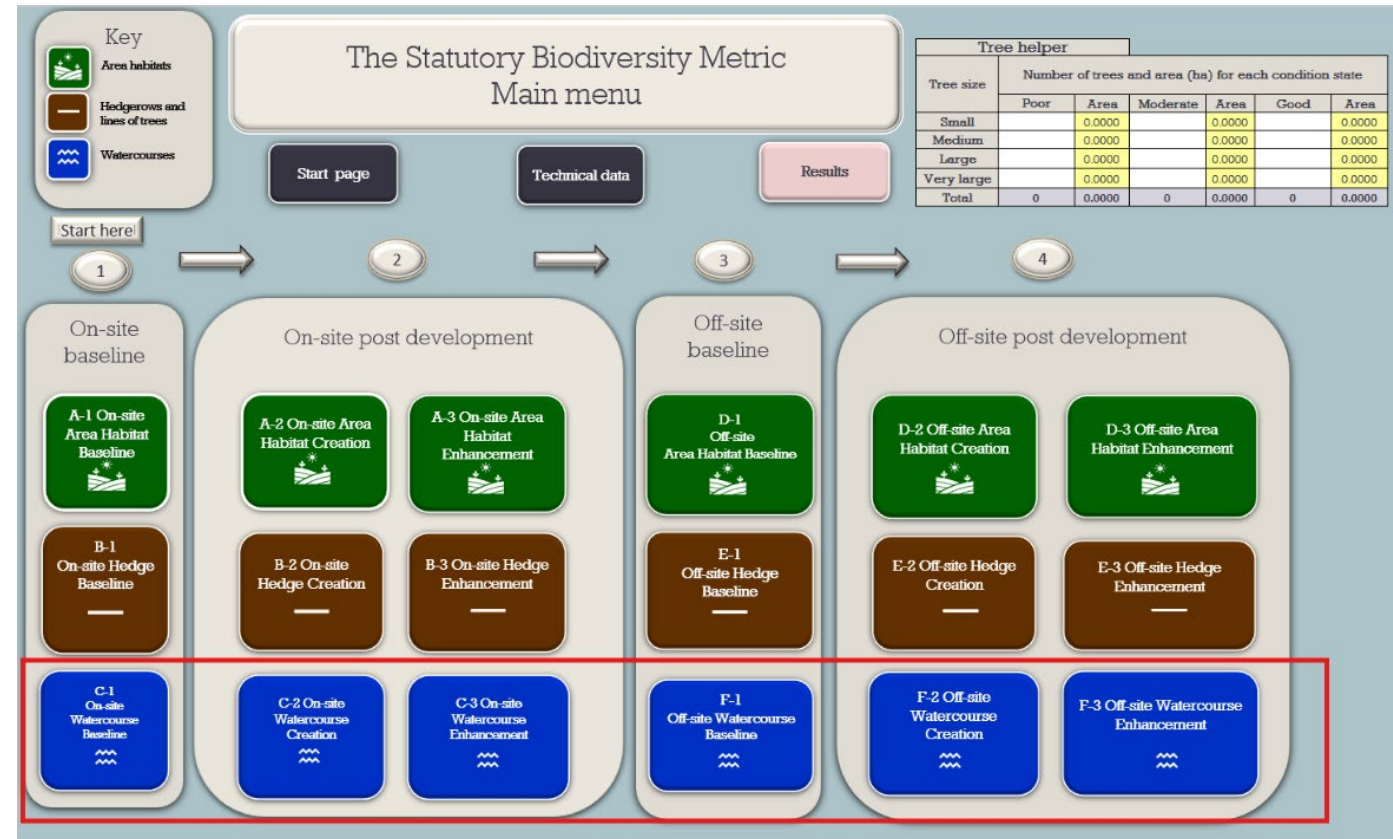 Key
Area habitats
Hedgerows and
lines of trees
Watercourses
The Statutory Biodiversity Metric
Main menu
Start page
Technical data
Results
Tree helper
Tree size
Number of trees and area (ha) for each condition state
Poor Area Moderate Area Good Area
Small 0.0000 0.0000 0.0000
Medium 0.0000 0.0000 0.0000
Large 0.0000 0.0000 0.0000
Very large 0.0000 0.0000 0.0000
Total 0 0.0000 0 0.0000 0 0.0000
Start here
1
2
3
4
On-site
baseline
On-site post development
Off-site
baseline
Off-site post development
A-1 On-site
Area Habitat
Baseline
A-2 On-site Area
Habitat Creation
A-3 On-site Area
Habitat
Enhancement
D-1
Off-site
Area Habitat Baseline
D-2 Off-site Area
Habitat Creation
D-3 Off-site Area
Habitat Enhancement
B-1
On-site Hedge
Baseline
B-2 On-site
Hedge Creation
B-3 On-site Hedge
Enhancement
E-1
Off-site Hedge
Baseline
E-2 Off-site Hedge
Creation
E-3 Off-site Hedge
Enhancement
C-1
On-site
Watercourse
Baseline
C-2 On-site
Watercourse
Creation
C-3 On-site
Watercourse
Enhancement
F-1
Off-site Watercourse
Baseline
F-2 Off-site
Watercourse
Creation
F-3 Off-site Watercourse
Enhancement